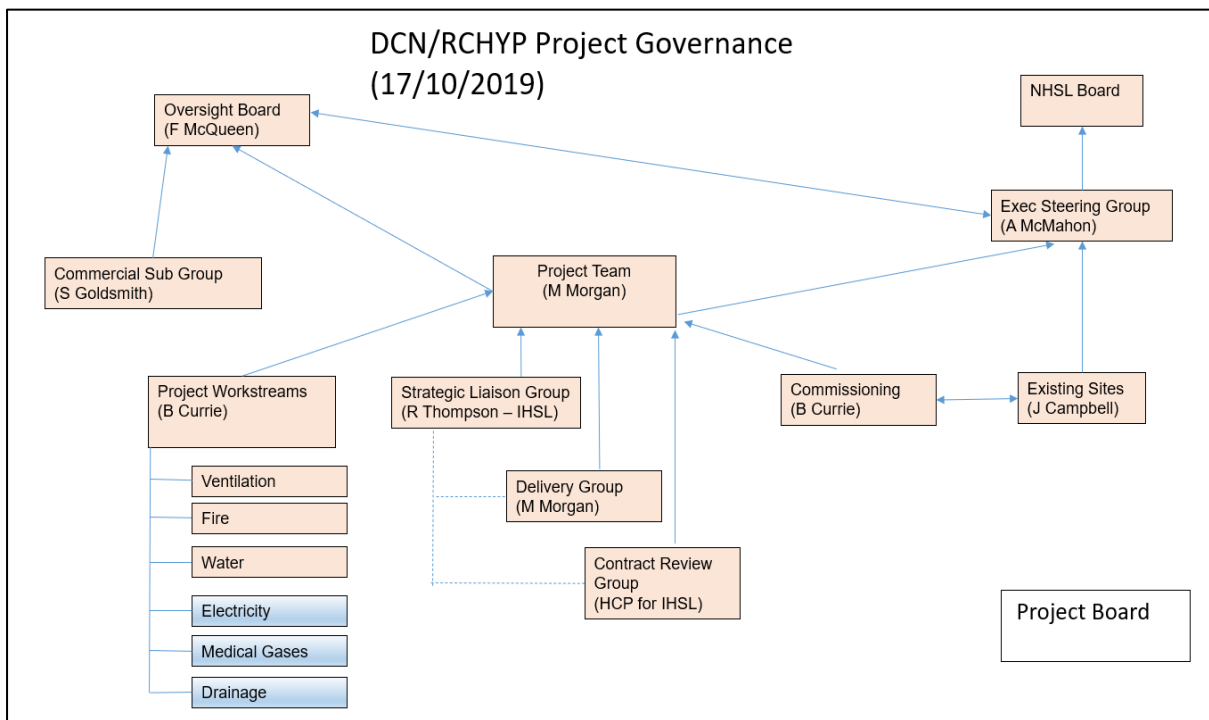 DCN/RCHYP Project Governance
(17/10/2019)
NHSL Board
Oversight Board
(F McQueen)
Exec Steering Group
(A McMahon)
Commercial Sub Group
(S Goldsmith)
Project Team
(M Morgan)
Project Workstreams
(B Currie)
Strategic Liaison Group
(R Thompson – IHSL)
Commissioning
(B Currie)
Existing Sites
(J Campbell)
Ventilation
Fire
Water
Electricity
Medical Gases
Drainage
Delivery Group
(M Morgan)
Contract Review
Group
(HCP for IHSL)
Project Board